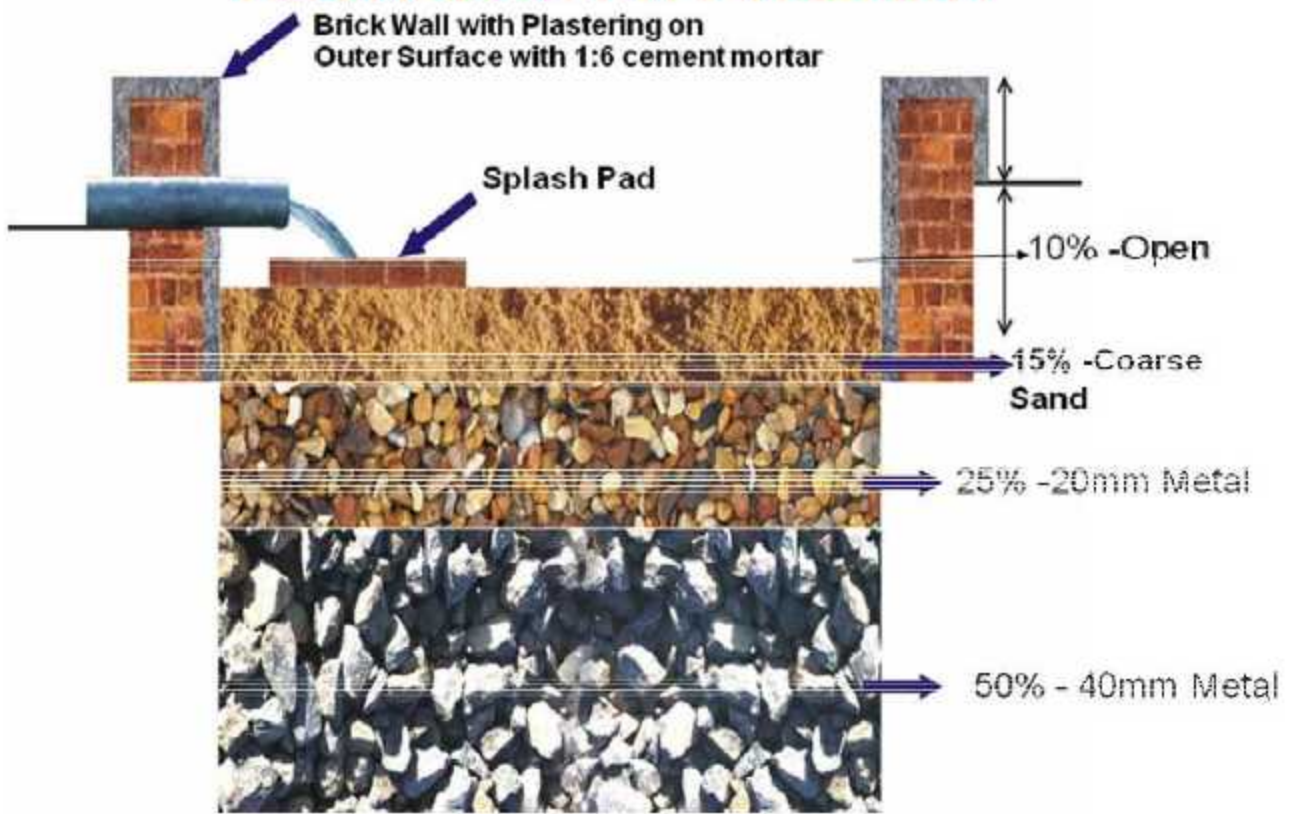 Brick Wall with Plastering on
Outer Surface with 1:6 cement mortar
Splash Pad
10% -Open
15% -Coarse
Sand
25% -20mm Metal
50% - 40mm Metal